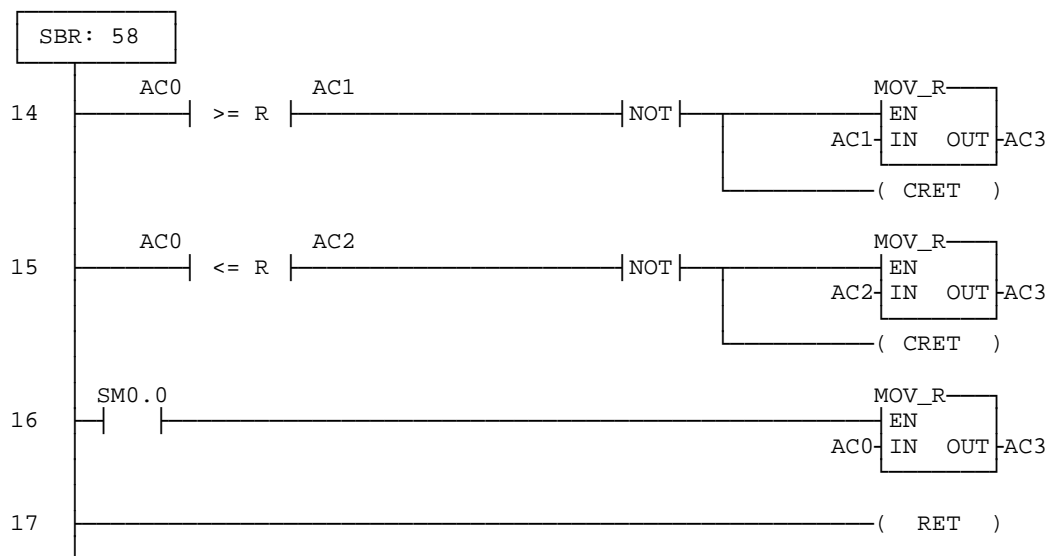 SBR: 58
AC0 AC1 MOV_R
14 >= R NOT EN
AC1 IN OUT AC3
( CRET )
AC0 AC2 MOV_R
15 <= R NOT EN
AC2 IN OUT AC3
( CRET )
SM0.0 MOV_R
16 EN
AC0 IN OUT AC3
17 ( RET )